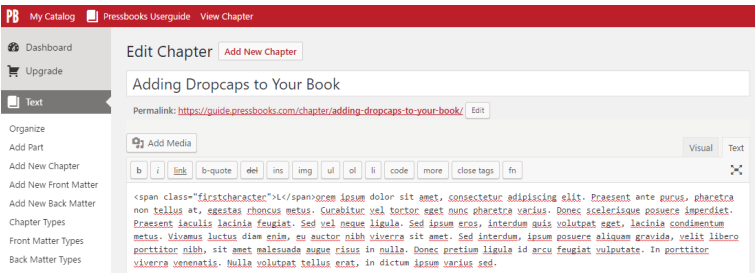 PB My Catalog Pressbooks Userguide View Chapter
Dashboard
Upgrade
Text
Organize
Add Part
Add New Chapter
Add New Front Matter
Add New Back Matter
Chapter Types
Front Matter Types
Back Matter Types
Edit Chapter Add New Chapter
Adding Dropcaps to Your Book
Permalink: https://guide.pressbooks.com/chapter/adding-dropcaps-to-your-book/ Edit
Add Media
Visual Text
b i link b-quote del ins img ul ol li code more close tags fn
<span class="firstcharacter">L</span>orem ipsum dolor sit amet, consectetur adipiscing elit. Praesent ante purus, pharetra
non tellus at, egestas rhoncus metus. Curabitur vel tortor eget nunc pharetra varius. Donec scelerisque posuere imperdiet.
Praesent iaculis lacinia feugiat. Sed vel neque ligula. Sed ipsum eros, interdum quis volutpat eget, lacinia condimentum
metus. Vivamus luctus diam enim, eu auctor nibh viverra sit amet. Sed interdum, ipsum posuere aliquam gravida, velit libero
porttitor nibh, sit amet malesuada augue risus in nulla. Donec pretium ligula id arcu feugiat vulputate. In porttitor
viverra venenatis. Nulla volutpat tellus erat, in dictum ipsum varius sed.